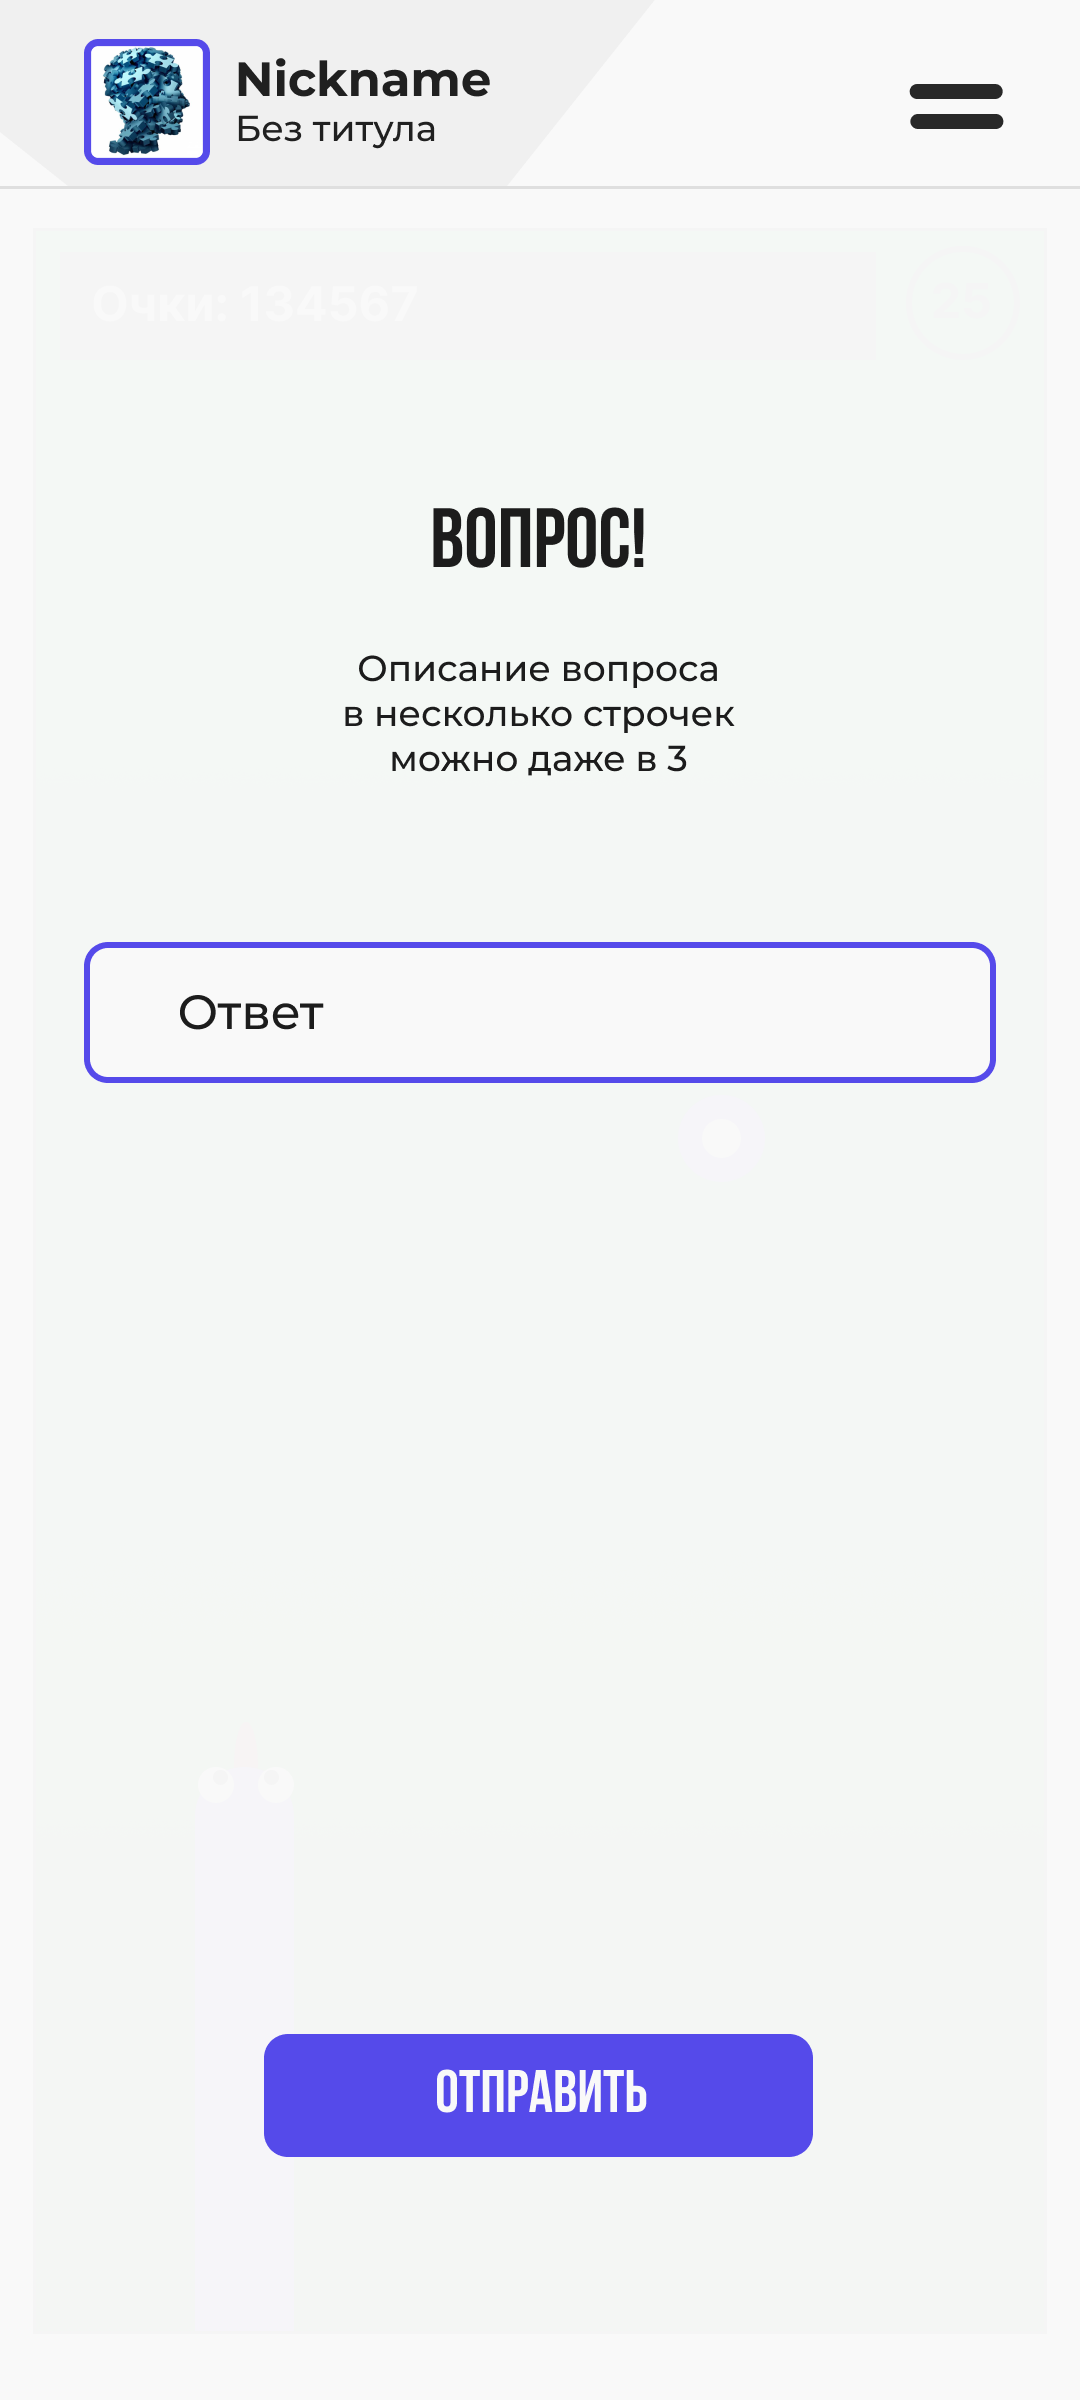 Nickname
Без титула
Очки: 134567
ВОПРОС!
Описание вопроса
в несколько строчек
можно даже в 3
Ответ
ОТПРАВИТЬ